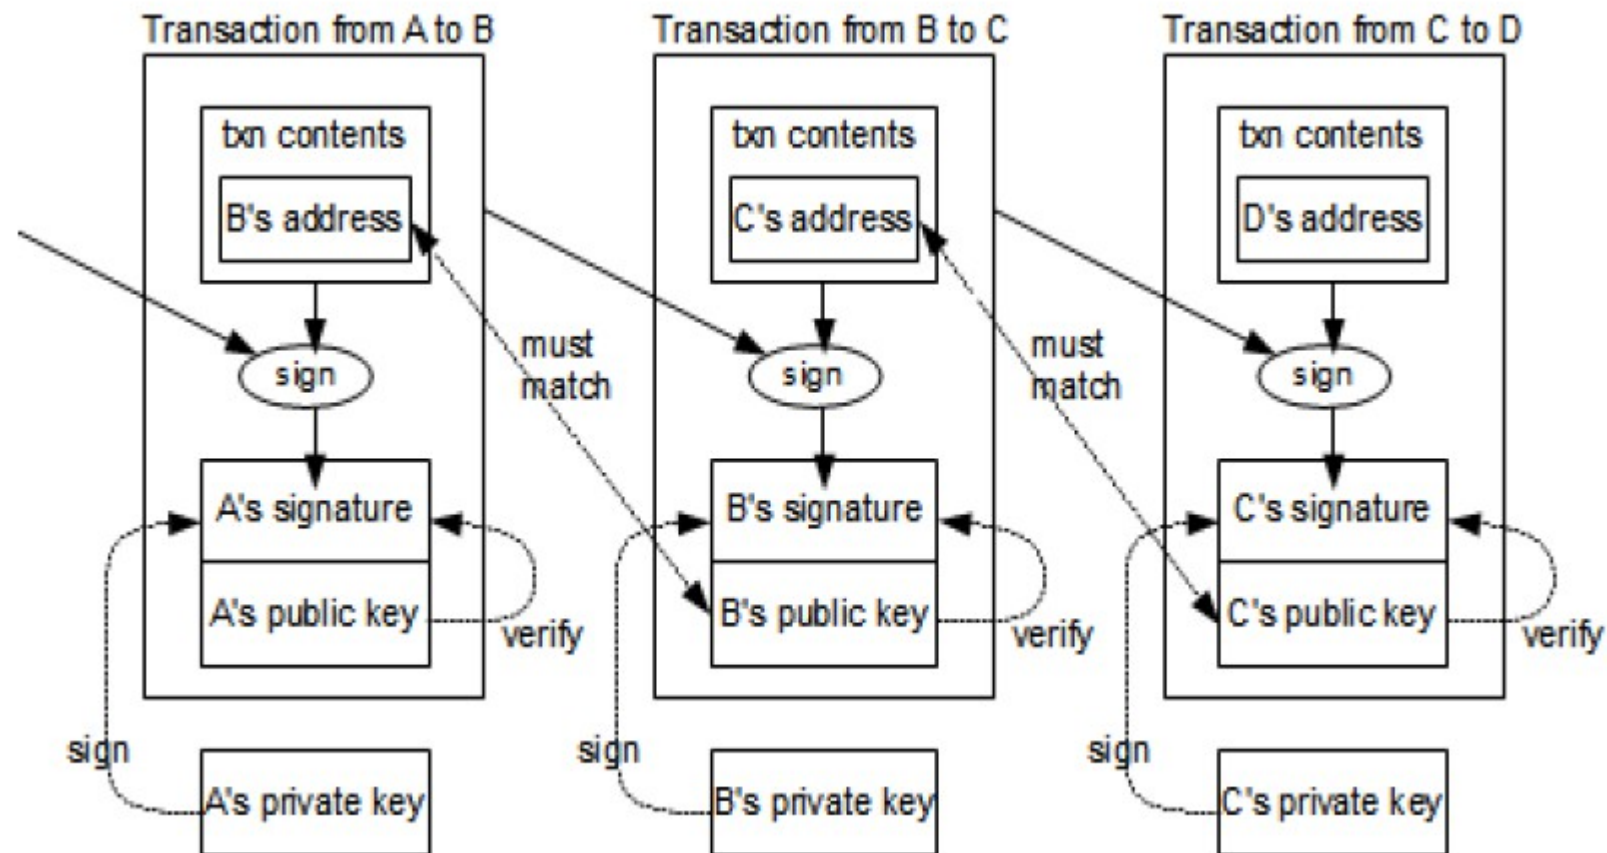 Transaction from A to B
Transaction from B to C
Transaction from C to D
txn contents
txn contents
txn contents
B's address
C's address
D's address
must
match
must
match
sign
sign
sign
A's signature
B's signature
C's signature
A's public key
B's public key
C's public key
verify
verify
verify
sign
sign
sign
A's private key
B's private key
C's private key